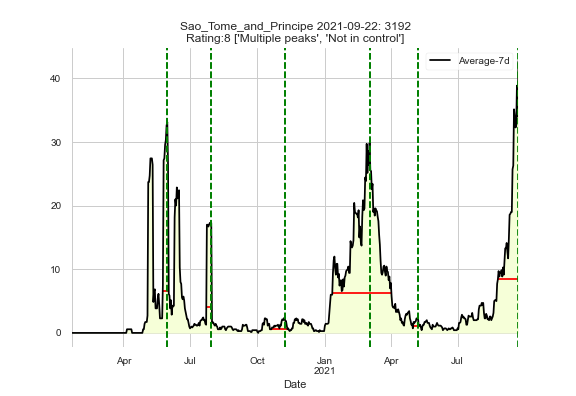 Sao_Tome_and_Principe 2021-09-22: 3192
Rating:8 ['Multiple peaks', 'Not in control']
Average-7d
40
30
20
10
0
Apr
Jul
Oct
Jan
2021
Apr
Jul
Date